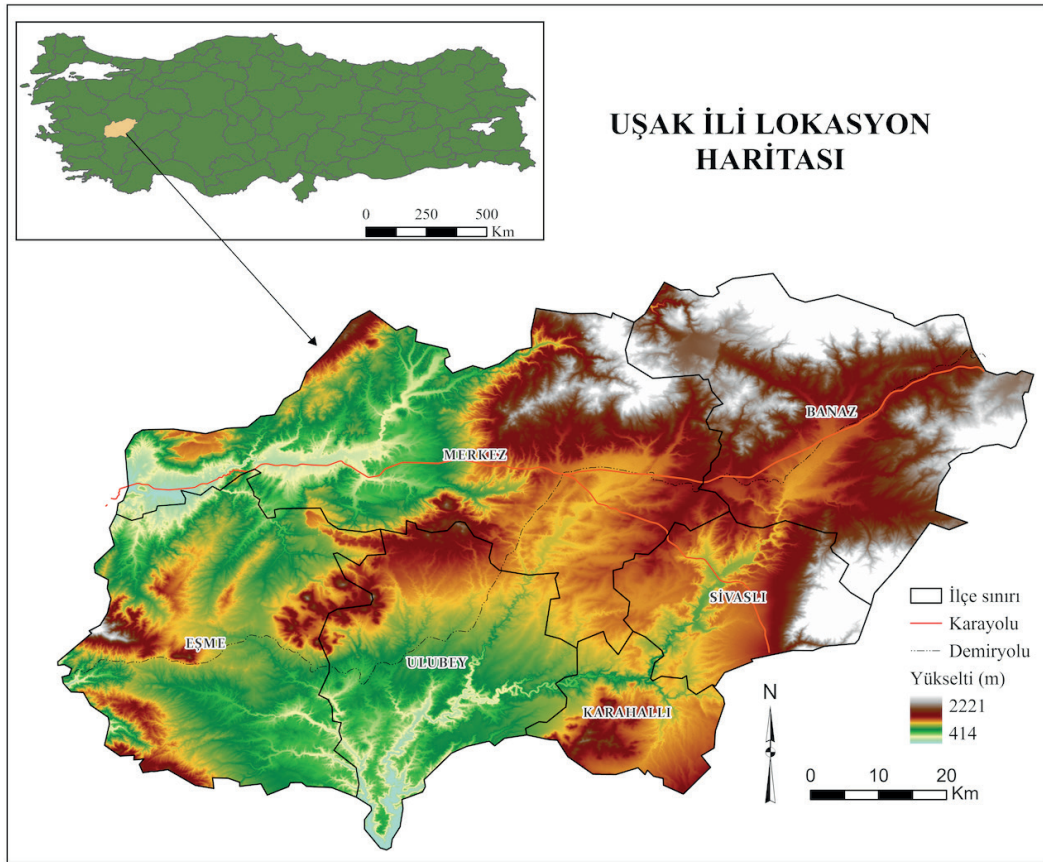 UŞAK İLİ LOKASYON
HARİTASI
0 250 500
Km
BANAZ
MERKEZ
SİVASLI
EŞME
ULUBEY
KARAHALLI
İlçe sınırı
Karayolu
Demiryolu
Yükselti (m)
2221
414
N
0 10 20
Km